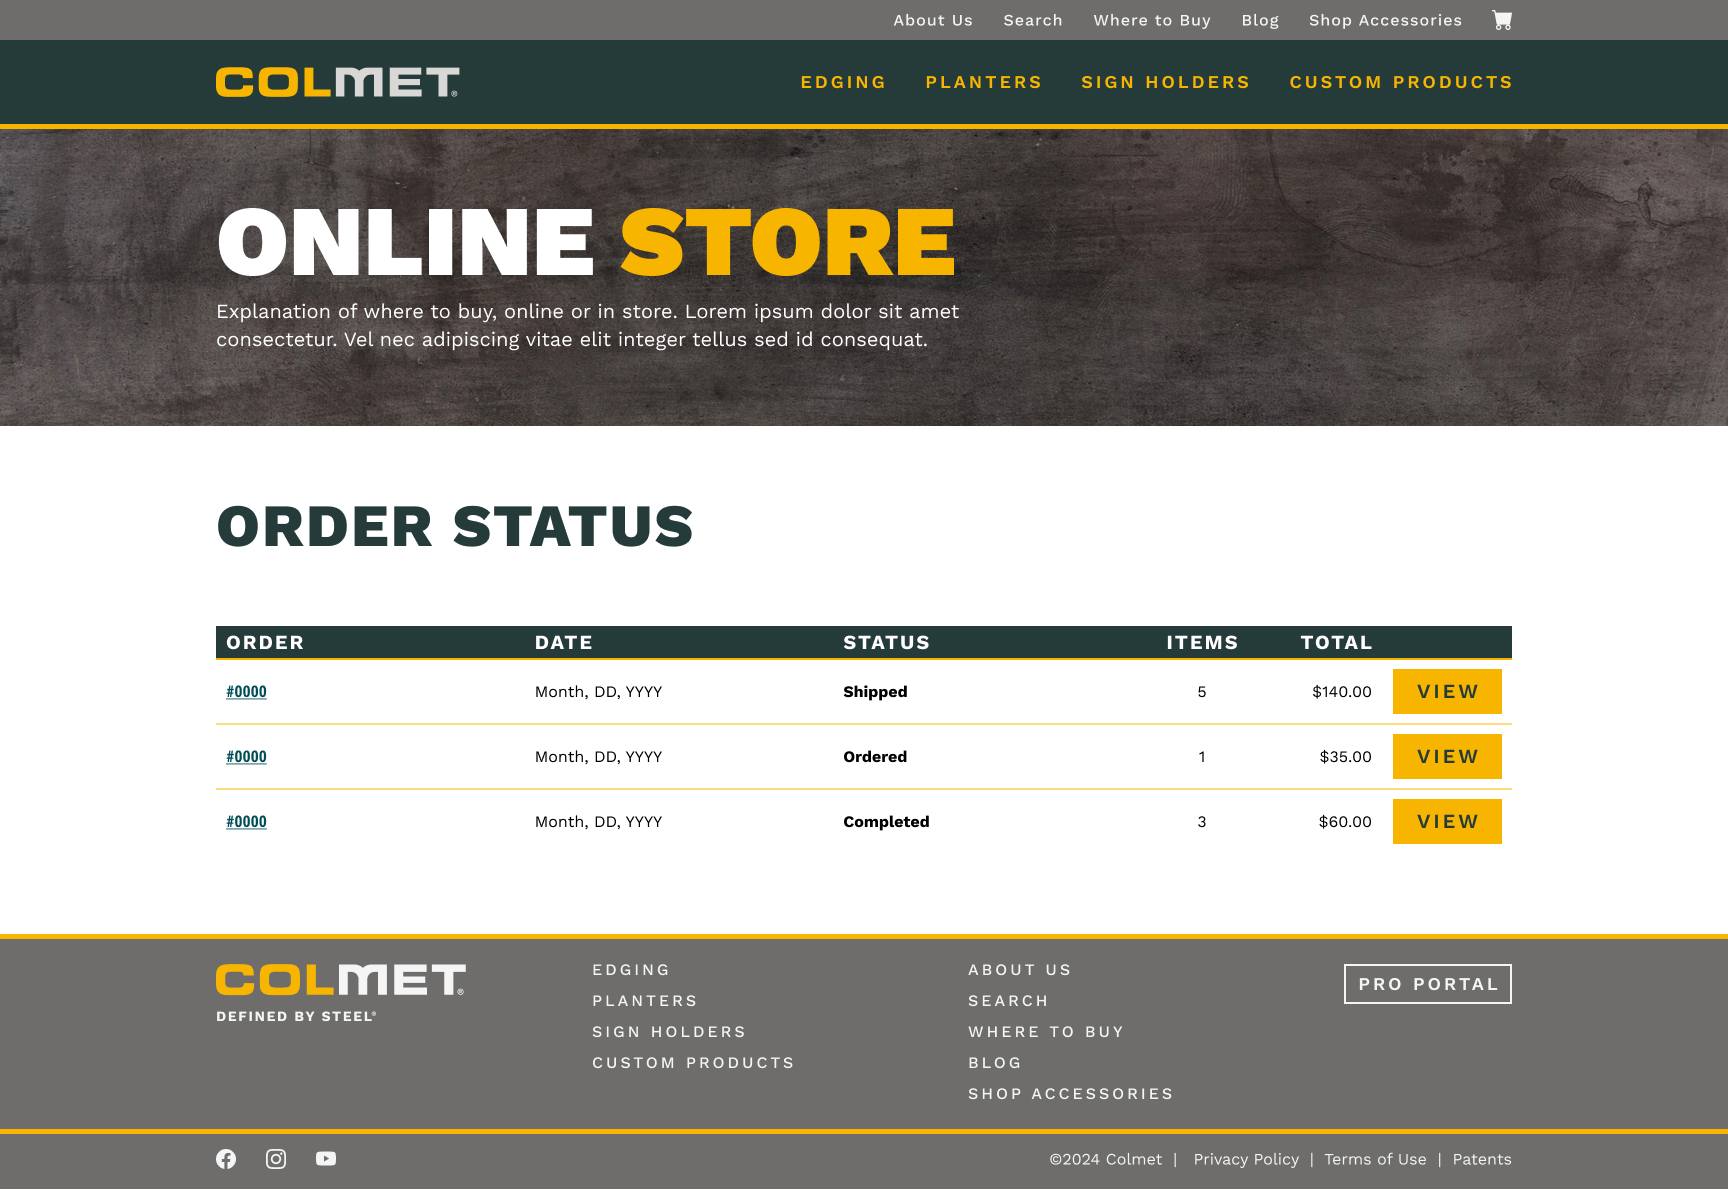 About Us Search Where to Buy Blog Shop Accessories
COLMET® EDGING PLANTERS SIGN HOLDERS CUSTOM PRODUCTS
ONLINE STORE
Explanation of where to buy, online or in store. Lorem ipsum dolor sit amet
consectetur. Vel nec adipiscing vitae elit integer tellus sed id consequat.
ORDER STATUS
ORDER DATE STATUS ITEMS TOTAL
#0000 Month, DD, YYYY Shipped 5 $140.00 VIEW
#0000 Month, DD, YYYY Ordered 1 $35.00 VIEW
#0000 Month, DD, YYYY Completed 3 $60.00 VIEW
COLMET®
DEFINED BY STEEL®
EDGING
PLANTERS
SIGN HOLDERS
CUSTOM PRODUCTS
ABOUT US
SEARCH
WHERE TO BUY
BLOG
SHOP ACCESSORIES
PRO PORTAL
©2024 Colmet | Privacy Policy | Terms of Use | Patents